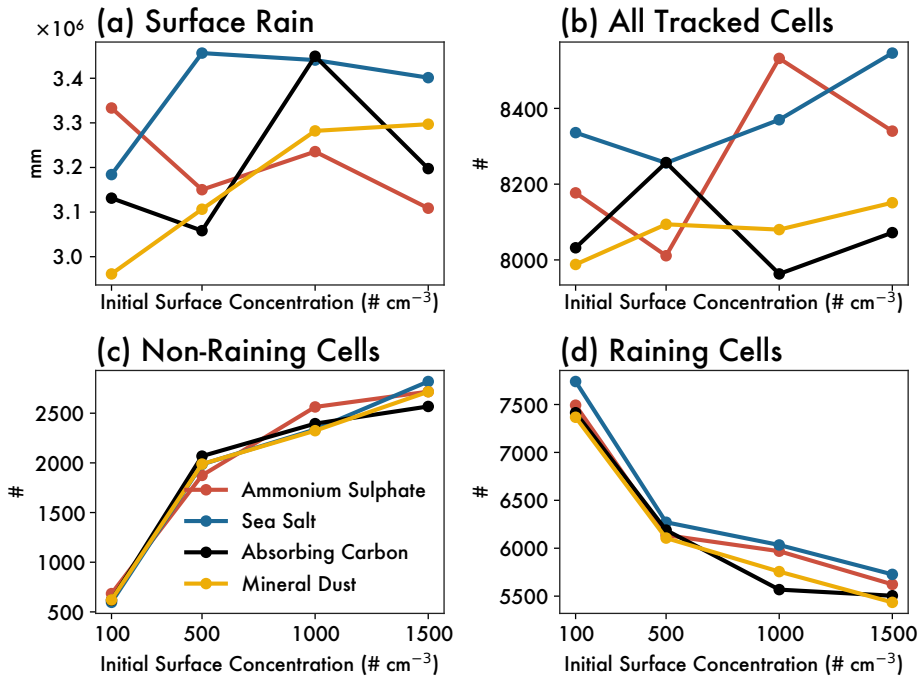 (a) Surface Rain
×10⁶
3.4
3.3
3.2
3.1
3.0
mm
Initial Surface Concentration (# cm⁻³)
(b) All Tracked Cells
8400
8200
8000
#
Initial Surface Concentration (# cm⁻³)
(c) Non-Raining Cells
2500
2000
1500
1000
500
#
Ammonium Sulphate
Sea Salt
Absorbing Carbon
Mineral Dust
100 500 1000 1500
Initial Surface Concentration (# cm⁻³)
(d) Raining Cells
7500
7000
6500
6000
5500
#
100 500 1000 1500
Initial Surface Concentration (# cm⁻³)